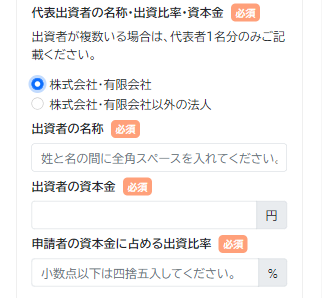 代表出資者の名称・出資比率・資本金 必須
出資者が複数いる場合は、代表者1名分のみご記
載ください。
株式会社・有限会社
株式会社・有限会社以外の法人
出資者の名称 必須
姓と名の間に全角スペースを入れてください。
出資者の資本金 必須
円
申請者の資本金に占める出資比率 必須
小数点以下は四捨五入してください。 %